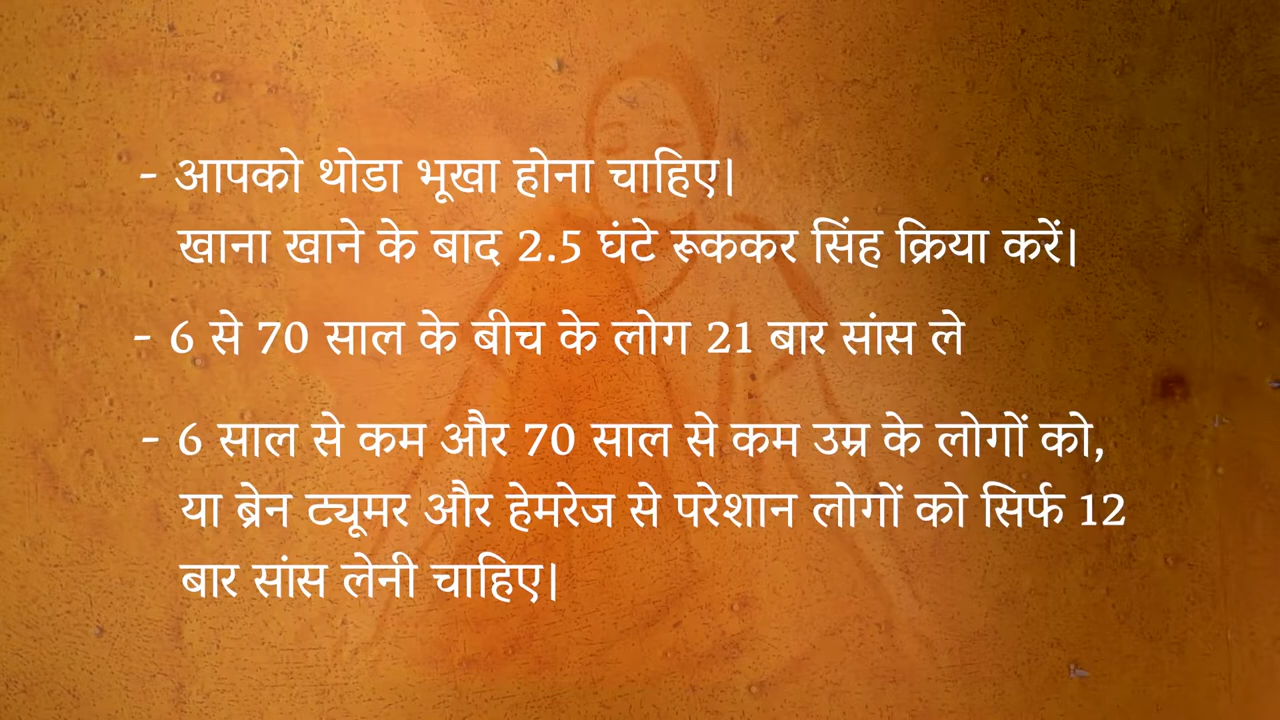 - आपको थोडा भूखा होना चाहिए।
खाना खाने के बाद 2.5 घंटे रूककर सिंह क्रिया करें।
- 6 से 70 साल के बीच के लोग 21 बार सांस ले
- 6 साल से कम और 70 साल से कम उम्र के लोगों को,
या ब्रेन ट्यूमर और हेमरेज से परेशान लोगों को सिर्फ 12
बार सांस लेनी चाहिए।